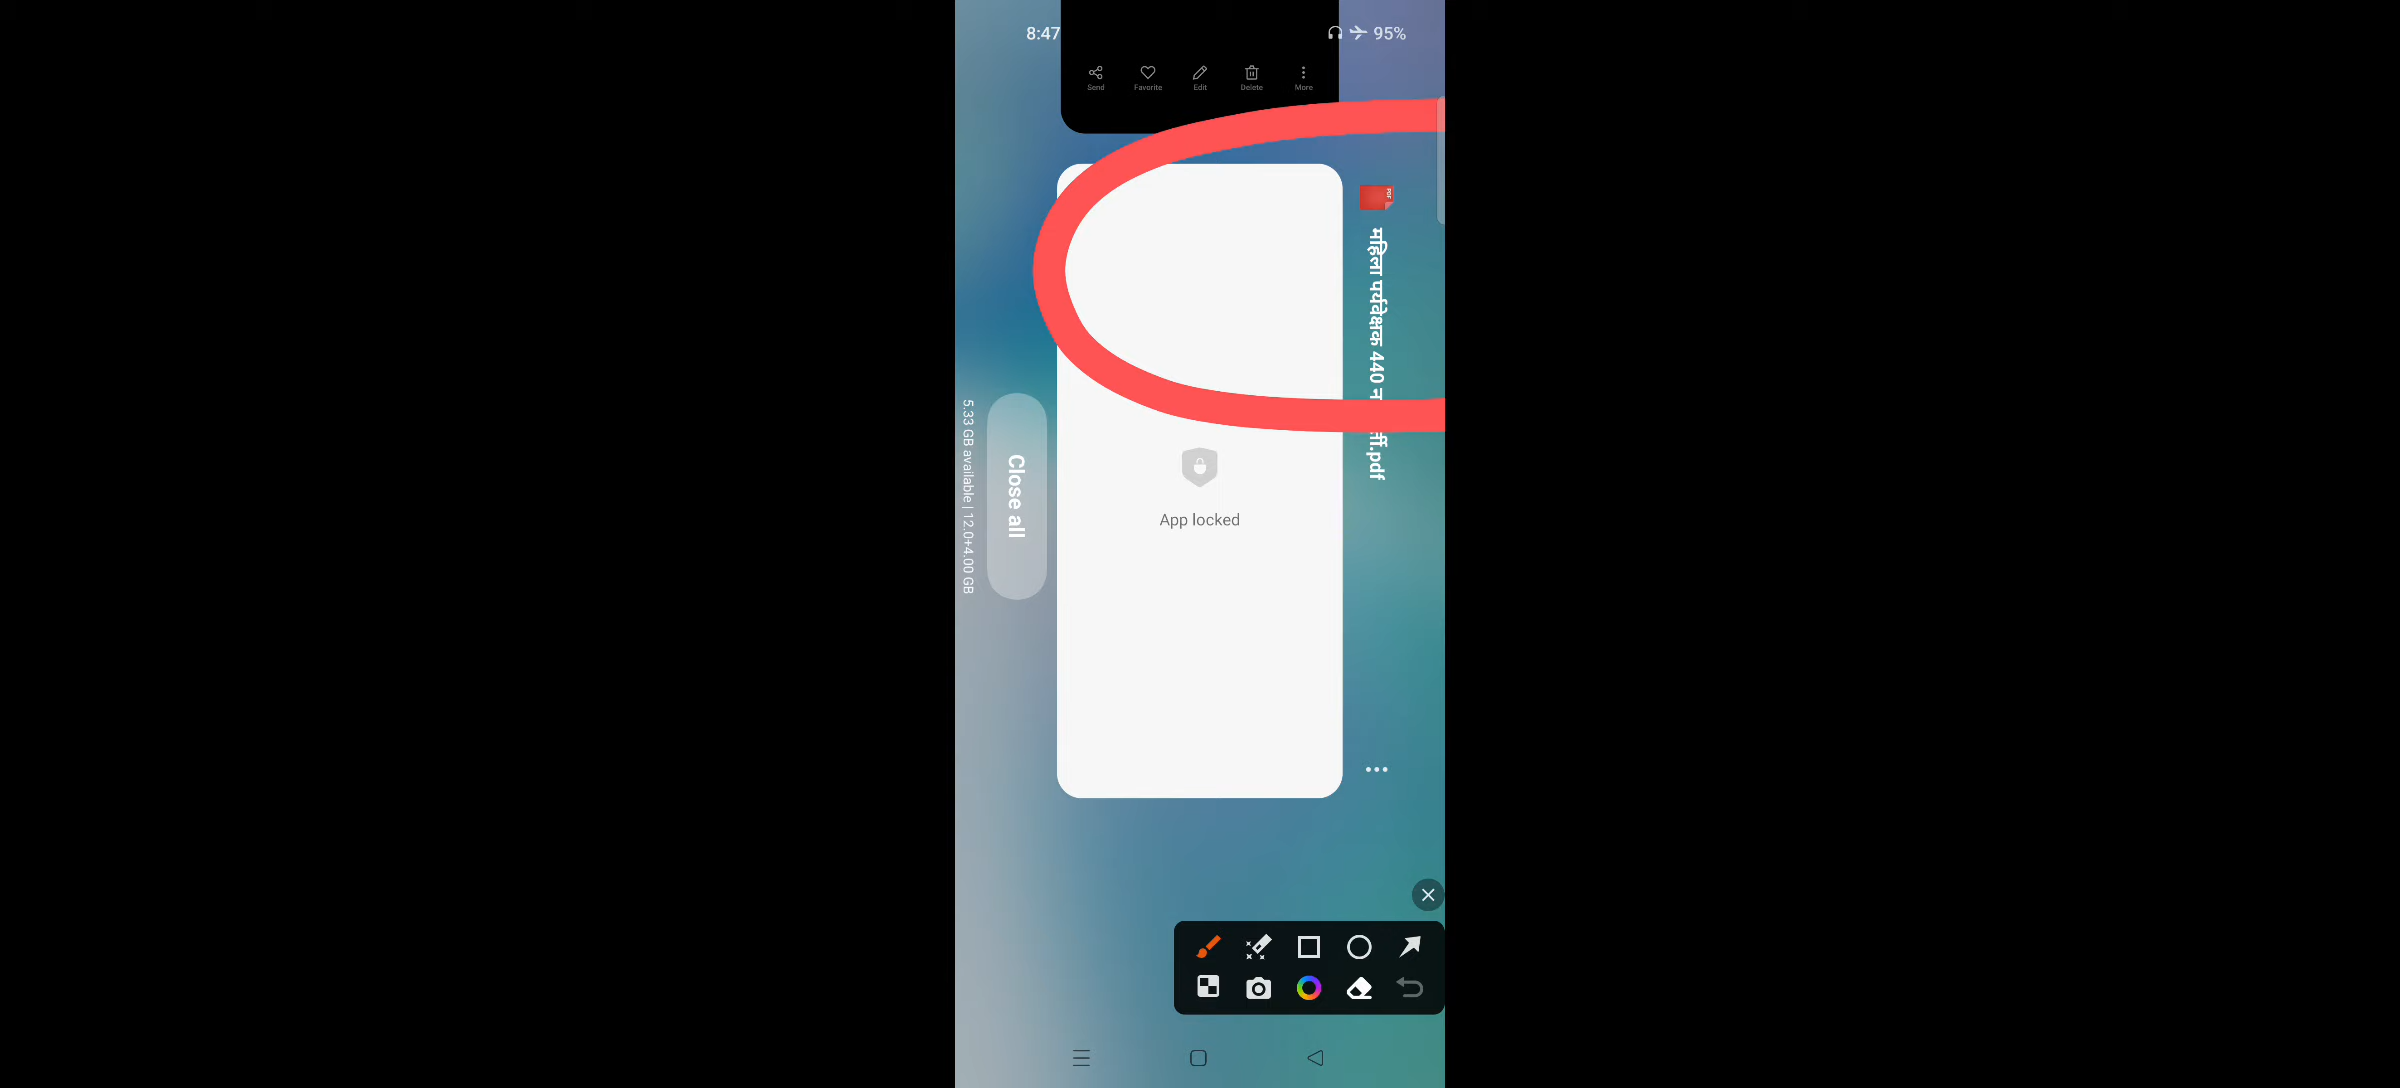 8:47
95%
Send Favorite Edit Delete More
PDF
महिला पर्यवेक्षक 440 .pdf
App locked
Close all
5.33 GB available | 12.0+4.00 GB